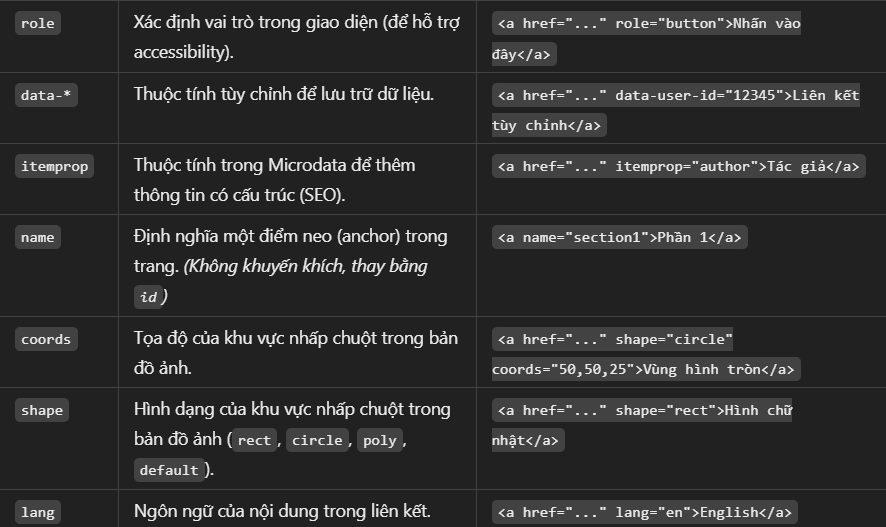 role Xác định vai trò trong giao diện (để hỗ trợ <a href="..." role="button">Nhấn vào
accessibility). đây</a>
data-* Thuộc tính tùy chỉnh để lưu trữ dữ liệu. <a href="..." data-user-id="12345">Liên kết
tùy chỉnh</a>
itemprop Thuộc tính trong Microdata để thêm <a href="..." itemprop="author">Tác giả</a>
thông tin có cấu trúc (SEO).
name Định nghĩa một điểm neo (anchor) trong <a name="section1">Phần 1</a>
trang. (Không khuyến khích, thay bằng
id)
coords Tọa độ của khu vực nhấp chuột trong bản <a href="..." shape="circle"
đồ ảnh. coords="50,50,25">Vùng hình tròn</a>
shape Hình dạng của khu vực nhấp chuột trong <a href="..." shape="rect">Hình chữ
bản đồ ảnh (rect, circle, poly, nhật</a>
default).
lang Ngôn ngữ của nội dung trong liên kết. <a href="..." lang="en">English</a>